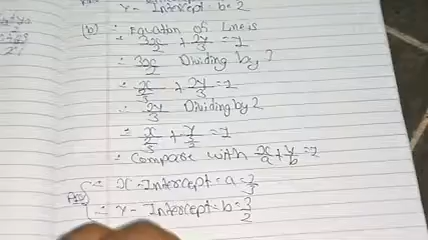 Y - Intercept = b = 2
(b) ∴ Equation of line is
∴ 3x/2 + 2y/3 = 1
∴ 3x/2 Dividing by 3
∴ x/(2/3) + 2y/3 = 1
∴ 2y/3 Dividing by 2
∴ x/(2/3) + y/(3/2) = 1
∴ Compare with x/a + y/b = 1
∴ x - Intercept = a = 2/3
∴ Y - Intercept = b = 3/2